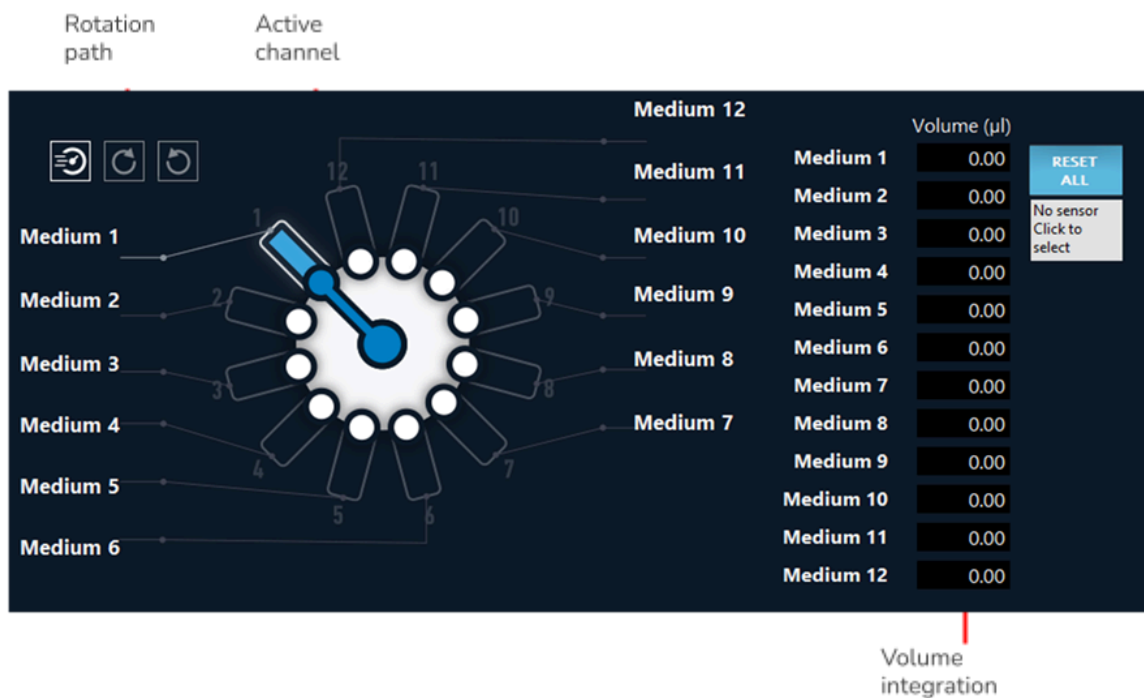 Rotation
path
Active
channel
Medium 12
Medium 11
Medium 10
Medium 9
Medium 8
Medium 7
Medium 1
Medium 2
Medium 3
Medium 4
Medium 5
Medium 6
12
11
1
10
2
9
3
8
4
7
5
6
Volume (µl)
Medium 1 0.00
Medium 2 0.00
Medium 3 0.00
Medium 4 0.00
Medium 5 0.00
Medium 6 0.00
Medium 7 0.00
Medium 8 0.00
Medium 9 0.00
Medium 10 0.00
Medium 11 0.00
Medium 12 0.00
RESET
ALL
No sensor
Click to
select
Volume
integration